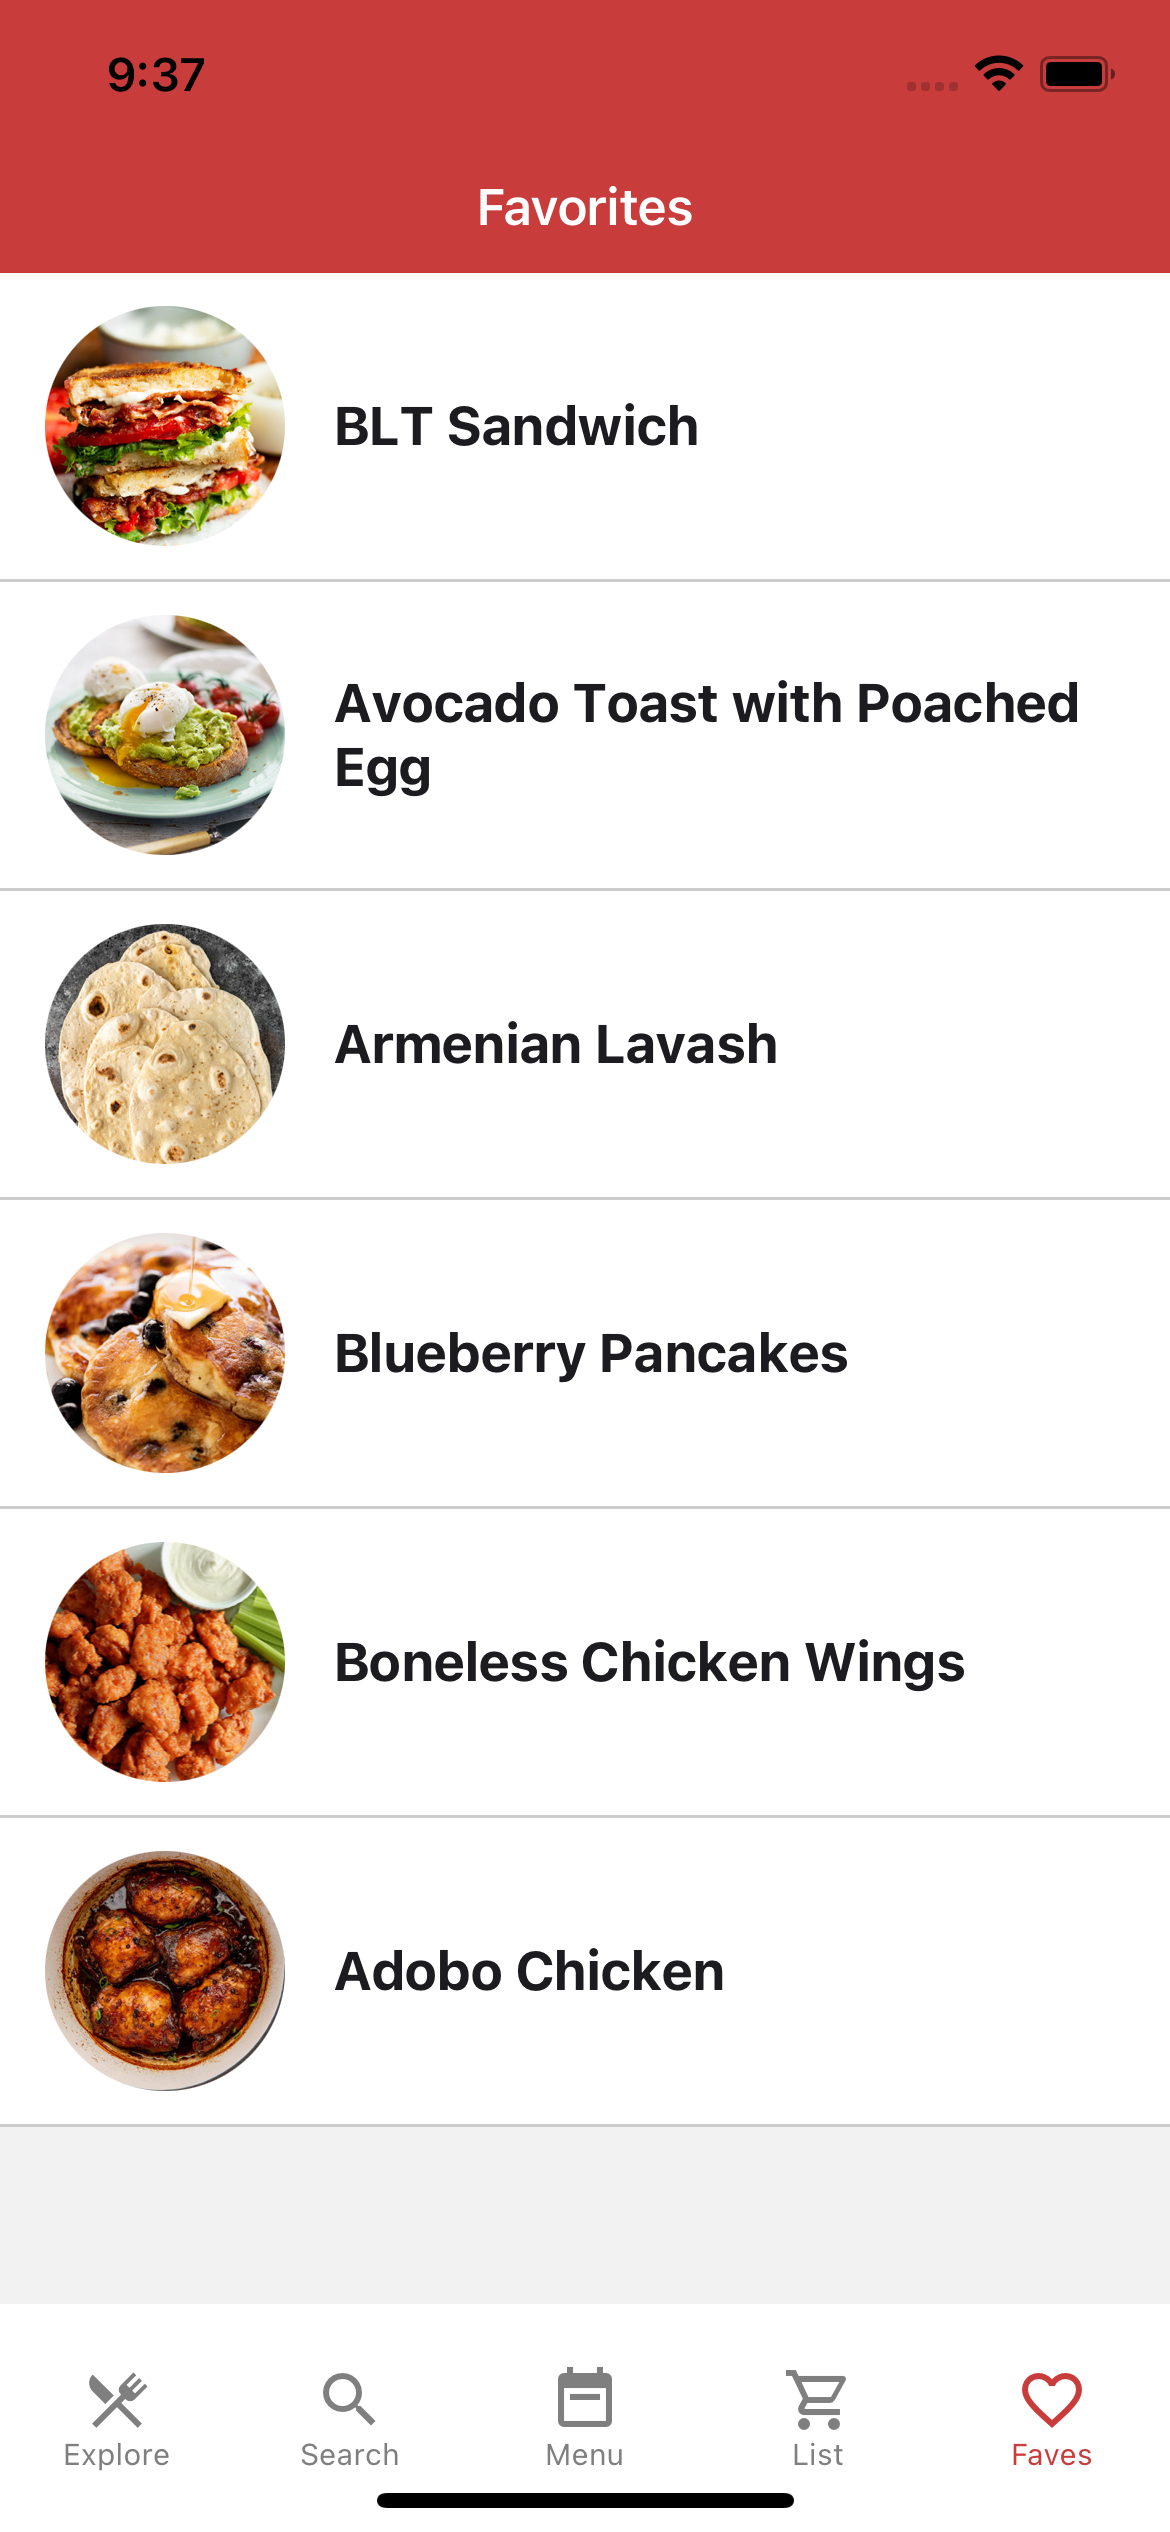 9:37
Favorites
BLT Sandwich
Avocado Toast with Poached
Egg
Armenian Lavash
Blueberry Pancakes
Boneless Chicken Wings
Adobo Chicken
Explore
Search
Menu
List
Faves